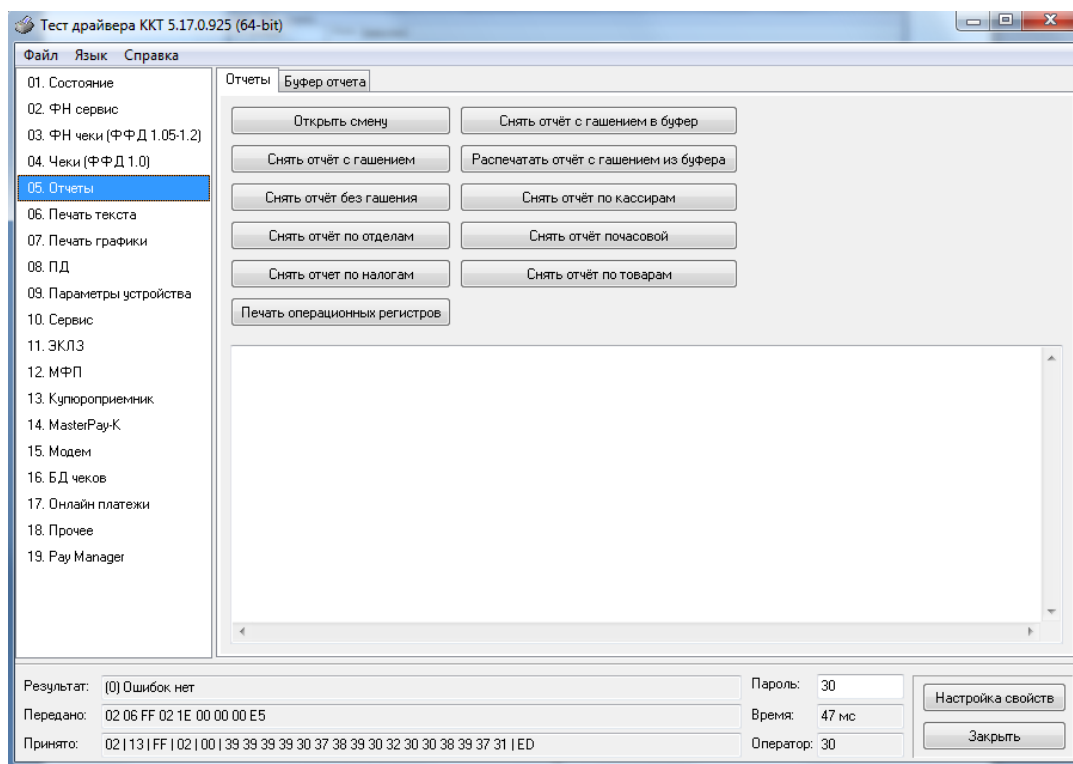 Тест драйвера ККТ 5.17.0.925 (64-bit)
Файл Язык Справка
01. Состояние
02. ФН сервис
03. ФН чеки (ФФД 1.05-1.2)
04. Чеки (ФФД 1.0)
05. Отчеты
06. Печать текста
07. Печать графики
08. ПД
09. Параметры устройства
10. Сервис
11. ЭКЛЗ
12. МФП
13. Купюроприемник
14. MasterPay-K
15. Модем
16. БД чеков
17. Онлайн платежи
18. Прочее
19. Pay Manager
Отчеты Буфер отчета
Открыть смену Снять отчёт с гашением в буфер
Снять отчёт с гашением Распечатать отчёт с гашением из буфера
Снять отчёт без гашения Снять отчёт по кассирам
Снять отчёт по отделам Снять отчёт почасовой
Снять отчет по налогам Снять отчёт по товарам
Печать операционных регистров
Результат: (0) Ошибок нет
Передано: 02 06 FF 02 1E 00 00 00 E5
Принято: 02 | 13 | FF | 02 | 00 | 39 39 39 39 30 37 38 39 30 32 30 30 38 39 37 31 | ED
Пароль: 30
Время: 47 мс
Оператор: 30
Настройка свойств
Закрыть